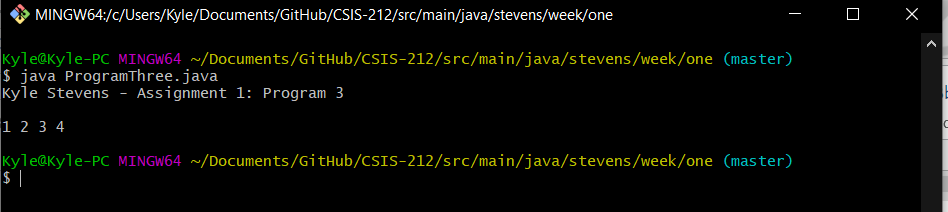 MINGW64:/c/Users/Kyle/Documents/GitHub/CSIS-212/src/main/java/stevens/week/one
Kyle@Kyle-PC MINGW64 ~/Documents/GitHub/CSIS-212/src/main/java/stevens/week/one (master)
$ java ProgramThree.java
Kyle Stevens - Assignment 1: Program 3
1 2 3 4
Kyle@Kyle-PC MINGW64 ~/Documents/GitHub/CSIS-212/src/main/java/stevens/week/one (master)
$